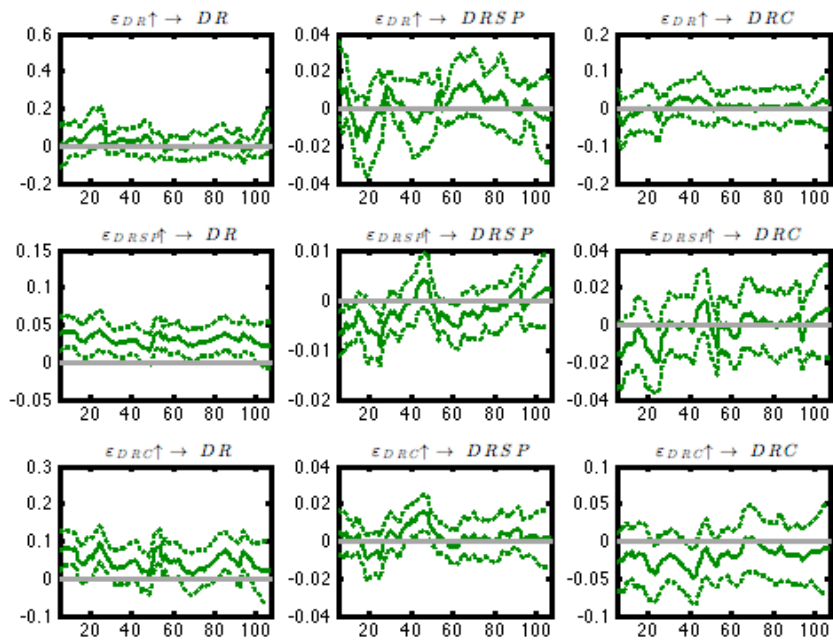 ε_DR↑ → DR ε_DR↑ → DRSP ε_DR↑ → DRC
0.6 0.04 0.2
0.4 0.02 0.1
0.2 0 0
0 -0.02 -0.1
-0.2 -0.04 -0.2
20 40 60 80 100 20 40 60 80 100 20 40 60 80 100
ε_DRSP↑ → DR ε_DRSP↑ → DRSP ε_DRSP↑ → DRC
0.15 0.01 0.04
0.1 0 0.02
0.05 -0.01 0
0 -0.02
-0.05 -0.02 -0.04
20 40 60 80 100 20 40 60 80 100 20 40 60 80 100
ε_DRC↑ → DR ε_DRC↑ → DRSP ε_DRC↑ → DRC
0.3 0.04 0.1
0.2 0.02 0.05
0.1 0 0
0 -0.02 -0.05
-0.1 -0.04 -0.1
20 40 60 80 100 20 40 60 80 100 20 40 60 80 100